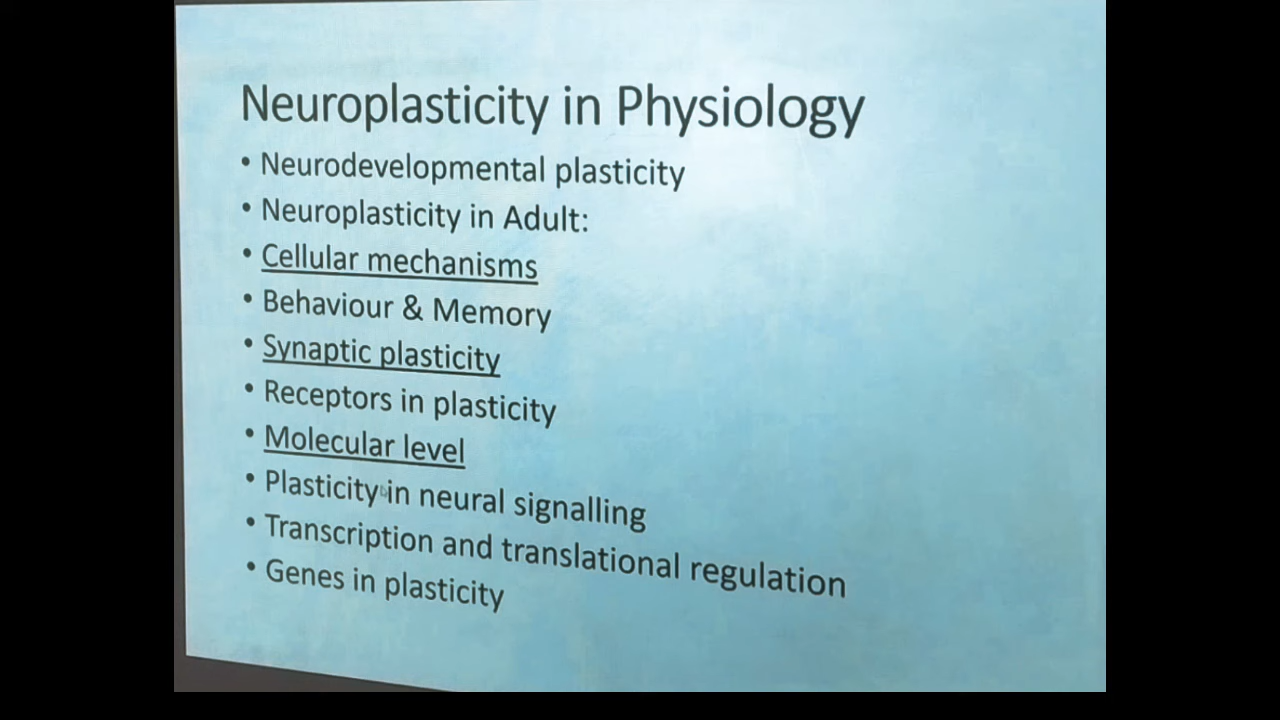 Neuroplasticity in Physiology
• Neurodevelopmental plasticity
• Neuroplasticity in Adult:
• Cellular mechanisms
• Behaviour & Memory
• Synaptic plasticity
• Receptors in plasticity
• Molecular level
• Plasticity in neural signalling
• Transcription and translational regulation
• Genes in plasticity